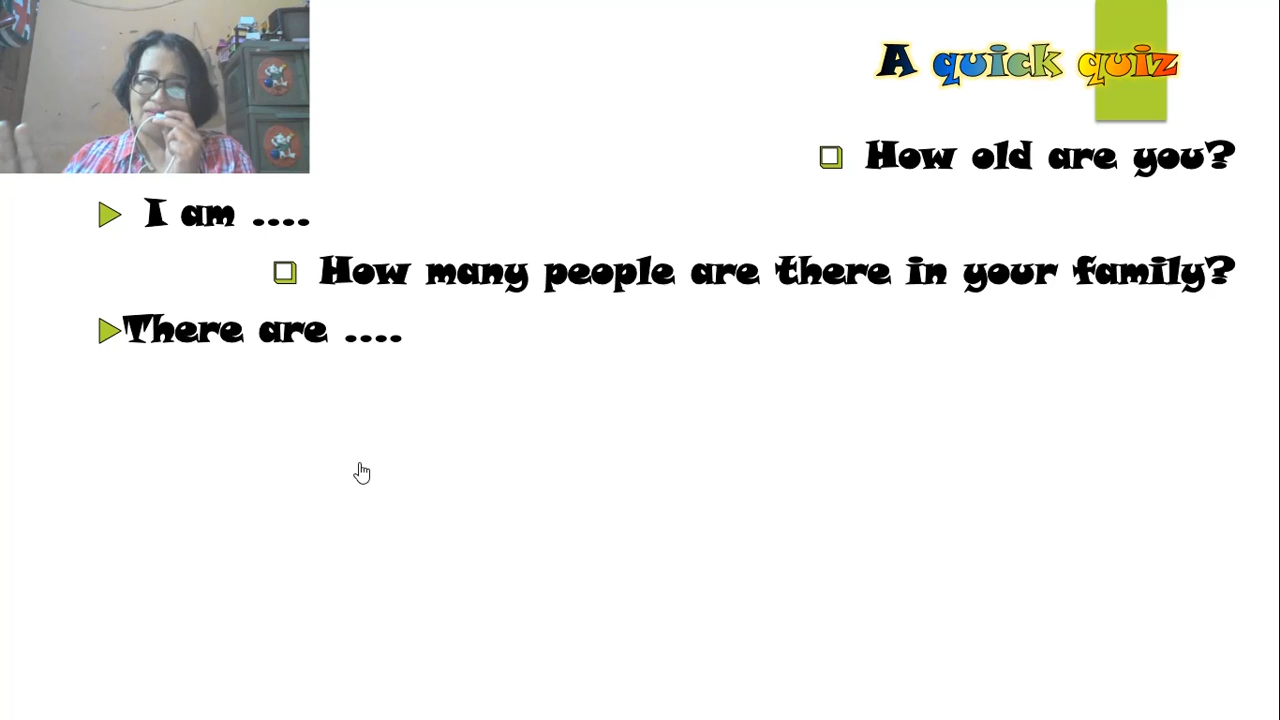 A quick quiz
How old are you?
I am ....
How many people are there in your family?
There are ....